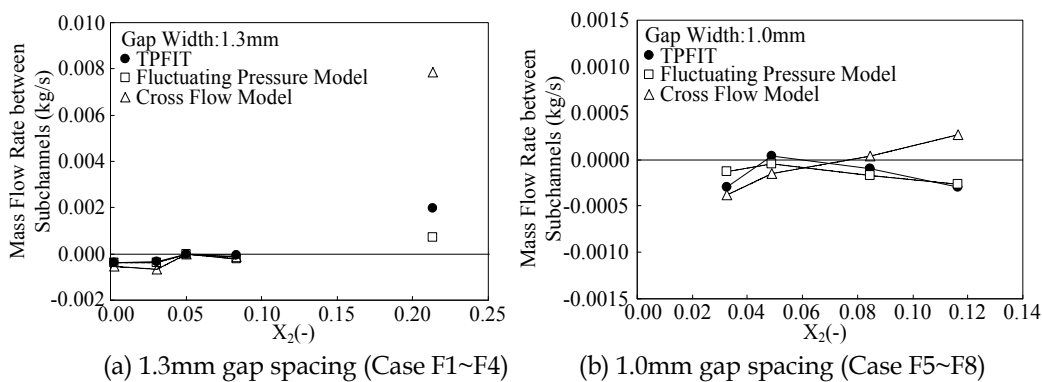 Mass Flow Rate between
Subchannels (kg/s)
0.010
0.008
0.006
0.004
0.002
0.000
-0.002
Gap Width:1.3mm
TPFIT
Fluctuating Pressure Model
Cross Flow Model
0.00
0.05
0.10
0.15
0.20
0.25
X2(-)
(a) 1.3mm gap spacing (Case F1~F4)
Mass Flow Rate between
Subchannels (kg/s)
0.0015
0.0010
0.0005
0.0000
-0.0005
-0.0010
-0.0015
Gap Width:1.0mm
TPFIT
Fluctuating Pressure Model
Cross Flow Model
0.00
0.02
0.04
0.06
0.08
0.10
0.12
0.14
X2(-)
(b) 1.0mm gap spacing (Case F5~F8)